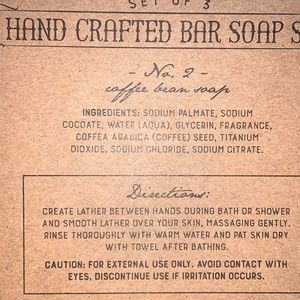 SET OF 3
HAND CRAFTED BAR SOAP S
- No. 2 -
coffee bean soap
INGREDIENTS: SODIUM PALMATE, SODIUM
COCOATE, WATER (AQUA), GLYCERIN, FRAGRANCE,
COFFEA ARABICA (COFFEE) SEED, TITANIUM
DIOXIDE, SODIUM CHLORIDE, SODIUM CITRATE.
Directions:
CREATE LATHER BETWEEN HANDS DURING BATH OR SHOWER
AND SMOOTH LATHER OVER YOUR SKIN, MASSAGING GENTLY.
RINSE THOROUGHLY WITH WARM WATER AND PAT SKIN DRY
WITH TOWEL AFTER BATHING.
CAUTION: FOR EXTERNAL USE ONLY. AVOID CONTACT WITH
EYES. DISCONTINUE USE IF IRRITATION OCCURS.